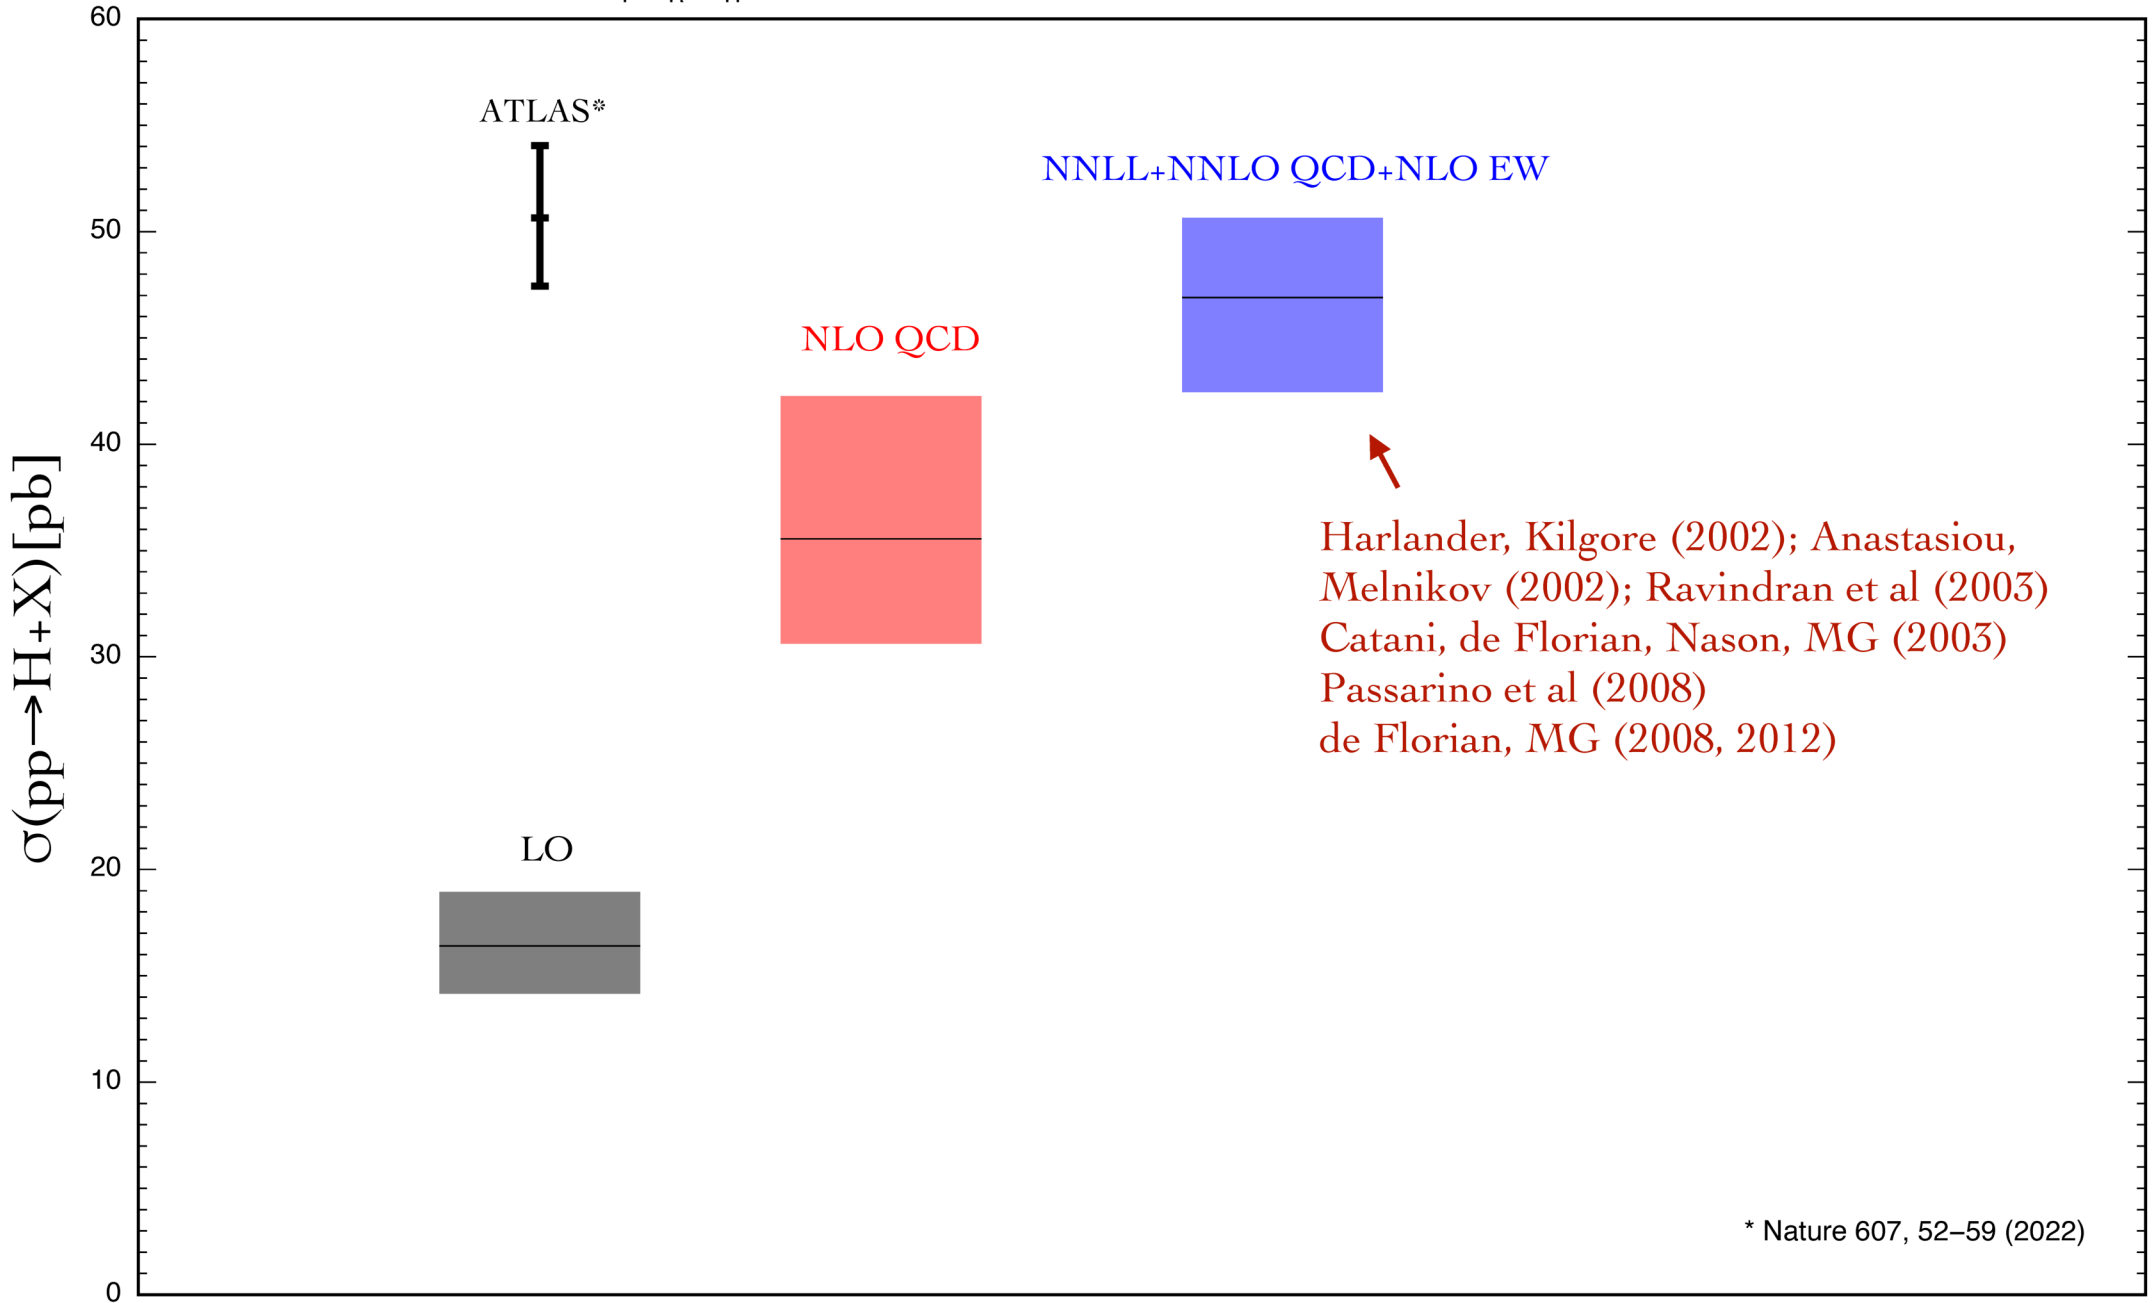 60
ATLAS*
NNLL+NNLO QCD+NLO EW
50
NLO QCD
40
σ(pp→H+X)[pb]
Harlander, Kilgore (2002); Anastasiou,
Melnikov (2002); Ravindran et al (2003)
Catani, de Florian, Nason, MG (2003)
Passarino et al (2008)
de Florian, MG (2008, 2012)
30
LO
20
10
* Nature 607, 52–59 (2022)
0